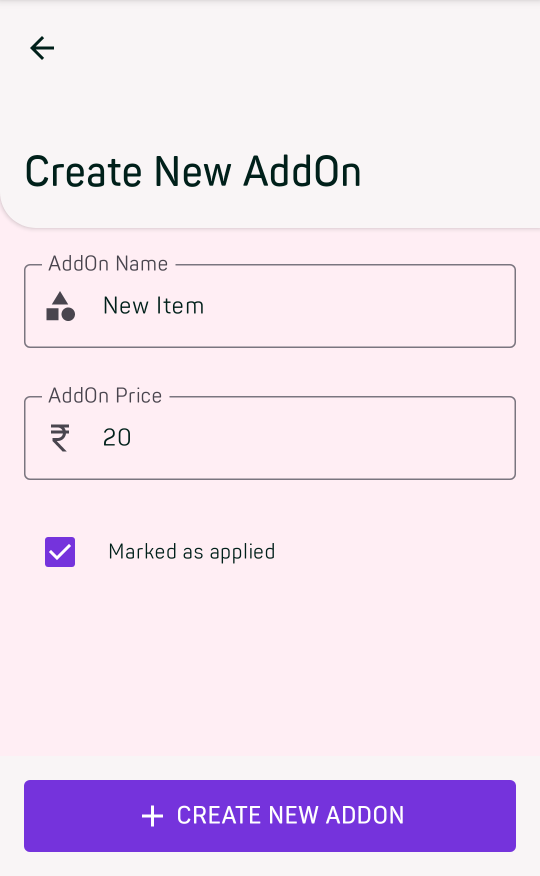 Create New AddOn
AddOn Name
New Item
AddOn Price
₹ 20
Marked as applied
CREATE NEW ADDON